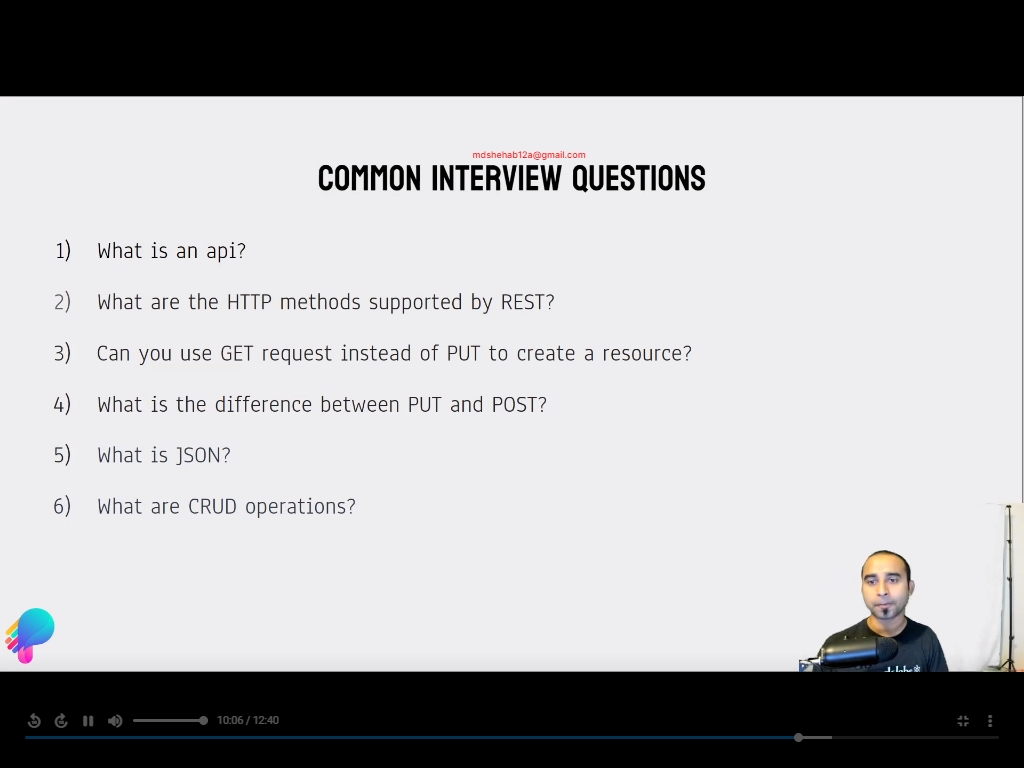 mdshehab12a@gmail.com
COMMON INTERVIEW QUESTIONS
1) What is an api?
2) What are the HTTP methods supported by REST?
3) Can you use GET request instead of PUT to create a resource?
4) What is the difference between PUT and POST?
5) What is JSON?
6) What are CRUD operations?
10:06 / 12:40